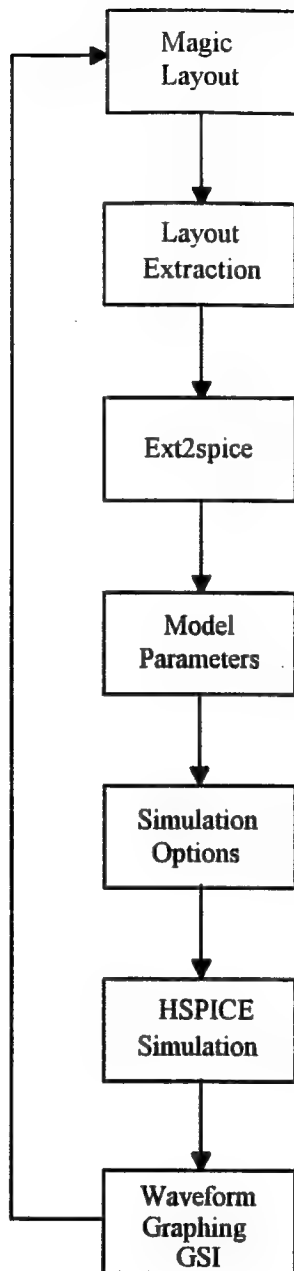 Magic
Layout
Layout
Extraction
Ext2spice
Model
Parameters
Simulation
Options
HSPICE
Simulation
Waveform
Graphing
GSI